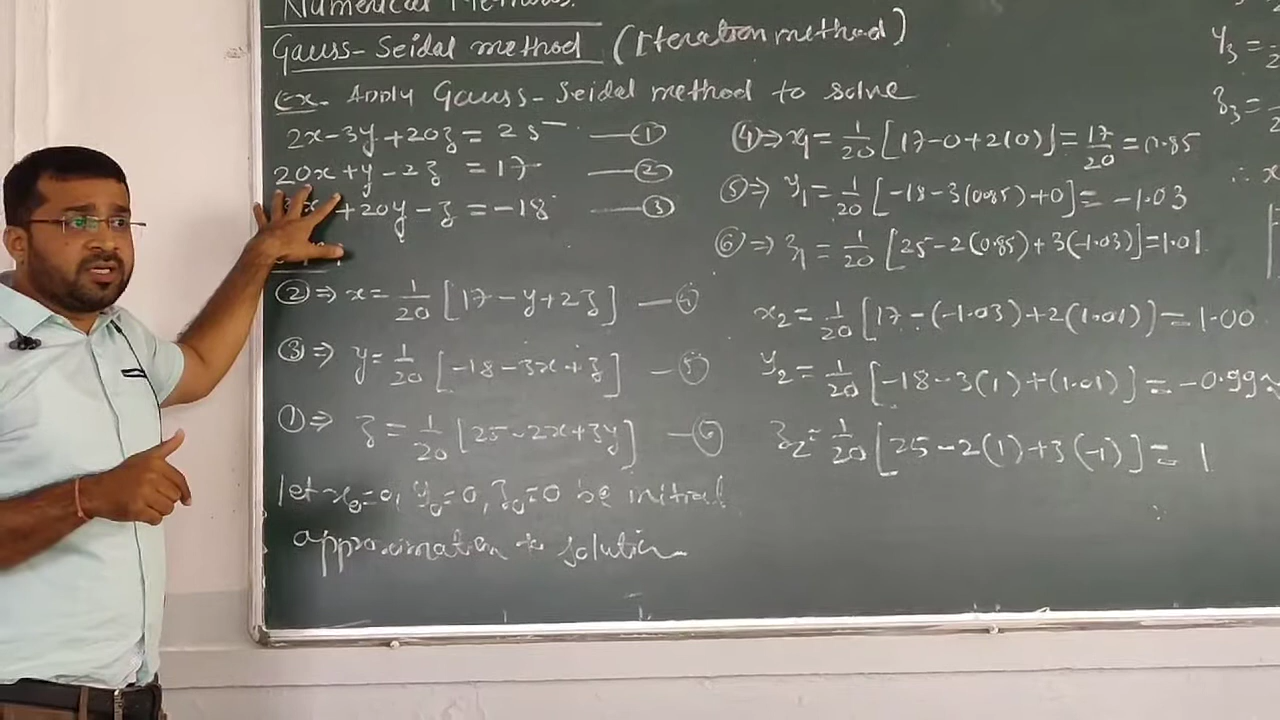 Numerical Methods.
Gauss-Seidal method (Iteration method)
Ex. Apply Gauss-Seidal method to solve
2x-3y+20z = 25 — ①
20x+y-2z = 17 — ②
+20y-z = -18 — ③
② ⇒ x = 1/20 [17-y+2z] — ④
③ ⇒ y = 1/20 [-18-3x+z] — ⑤
① ⇒ z = 1/20 [25-2x+3y] — ⑥
let x₀=0, y₀=0, z₀=0 be initial
approximation to solution
④ ⇒ x₁ = 1/20 [17-0+2(0)] = 17/20 = 0.85
⑤ ⇒ y₁ = 1/20 [-18-3(0.85)+0] = -1.03
⑥ ⇒ z₁ = 1/20 [25-2(0.85)+3(-1.03)] = 1.01
x₂ = 1/20 [17-(-1.03)+2(1.01)] = 1.00
y₂ = 1/20 [-18-3(1)+(1.01)] = -0.99
z₂ = 1/20 [25-2(1)+3(-1)] = 1
y₃ =
z₃ =
∴ x